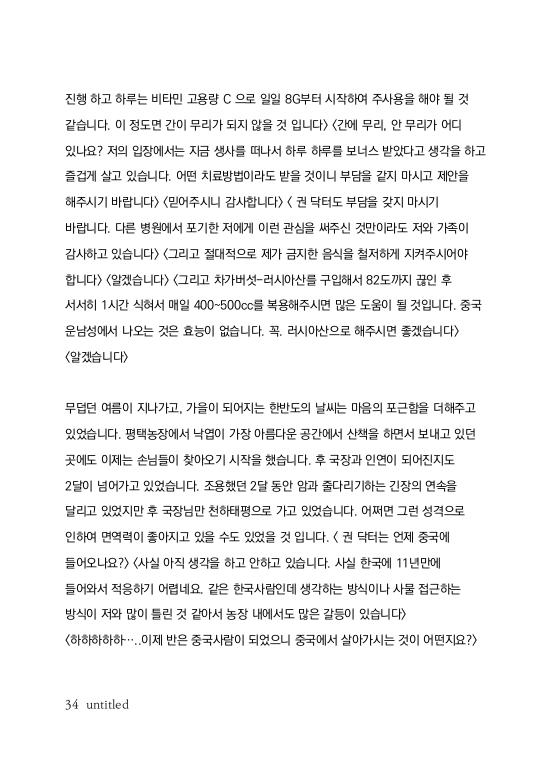 진행 하고 하루는 비타민 고용량 C 으로 일일 8G부터 시작하여 주사용을 해야 될 것
같습니다. 이 정도면 간이 무리가 되지 않을 것 입니다> <간에 무리, 안 무리가 어디
있나요? 저의 입장에서는 지금 생사를 떠나서 하루 하루를 보너스 받았다고 생각을 하고
즐겁게 살고 있습니다. 어떤 치료방법이라도 받을 것이니 부담을 같지 마시고 제안을
해주시기 바랍니다> <믿어주시니 감사합니다> < 권 닥터도 부담을 갖지 마시기
바랍니다. 다른 병원에서 포기한 저에게 이런 관심을 써주신 것만이라도 저와 가족이
감사하고 있습니다> <그리고 절대적으로 제가 금지한 음식을 철저하게 지켜주시어야
합니다> <알겠습니다> <그리고 차가버섯-러시아산를 구입해서 82도까지 끊인 후
서서히 1시간 식혀서 매일 400~500cc를 복용해주시면 많은 도움이 될 것입니다. 중국
운남성에서 나오는 것은 효능이 없습니다. 꼭. 러시아산으로 해주시면 좋겠습니다>
<알겠습니다>
무덥던 여름이 지나가고, 가을이 되어지는 한반도의 날씨는 마음의 포근함을 더해주고
있었습니다. 평택농장에서 낙엽이 가장 아름다운 공간에서 산책을 하면서 보내고 있던
곳에도 이제는 손님들이 찾아오기 시작을 했습니다. 후 국장과 인연이 되어진지도
2달이 넘어가고 있었습니다. 조용했던 2달 동안 암과 줄다리기하는 긴장의 연속을
달리고 있었지만 후 국장님만 천하태평으로 가고 있었습니다. 어쩌면 그런 성격으로
인하여 면역력이 좋아지고 있을 수도 있었을 것 입니다. < 권 닥터는 언제 중국에
들어오나요?> <사실 아직 생각을 하고 안하고 있습니다. 사실 한국에 11년만에
들어와서 적응하기 어렵네요. 같은 한국사람인데 생각하는 방식이나 사물 접근하는
방식이 저와 많이 틀린 것 같아서 농장 내에서도 많은 갈등이 있습니다>
<하하하하하…..이제 반은 중국사람이 되었으니 중국에서 살아가시는 것이 어떤지요?>
34 untitled